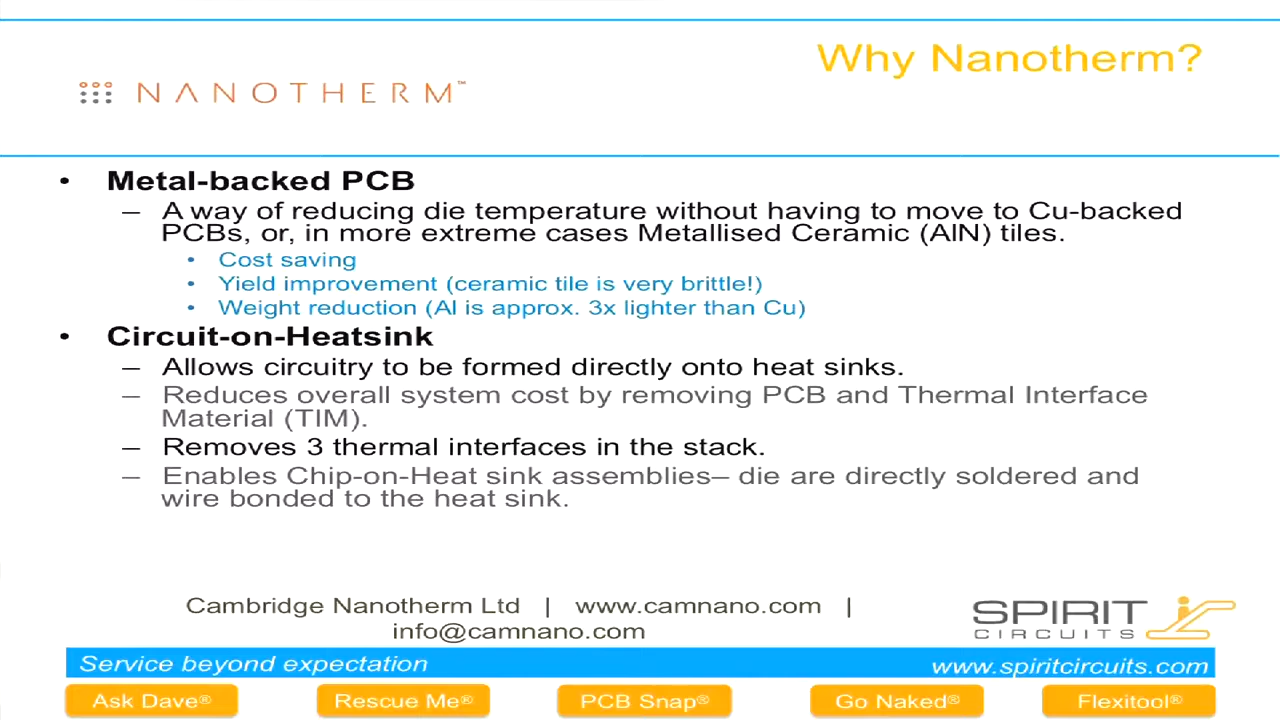 Why Nanotherm?
NANOTHERM™
• Metal-backed PCB
– A way of reducing die temperature without having to move to Cu-backed
PCBs, or, in more extreme cases Metallised Ceramic (AlN) tiles.
• Cost saving
• Yield improvement (ceramic tile is very brittle!)
• Weight reduction (Al is approx. 3x lighter than Cu)
• Circuit-on-Heatsink
– Allows circuitry to be formed directly onto heat sinks.
– Reduces overall system cost by removing PCB and Thermal Interface
Material (TIM).
– Removes 3 thermal interfaces in the stack.
– Enables Chip-on-Heat sink assemblies– die are directly soldered and
wire bonded to the heat sink.
Cambridge Nanotherm Ltd | www.camnano.com |
info@camnano.com
SPIRIT
CIRCUITS
Service beyond expectation
www.spiritcircuits.com
Ask Dave®
Rescue Me®
PCB Snap®
Go Naked®
Flexitool®